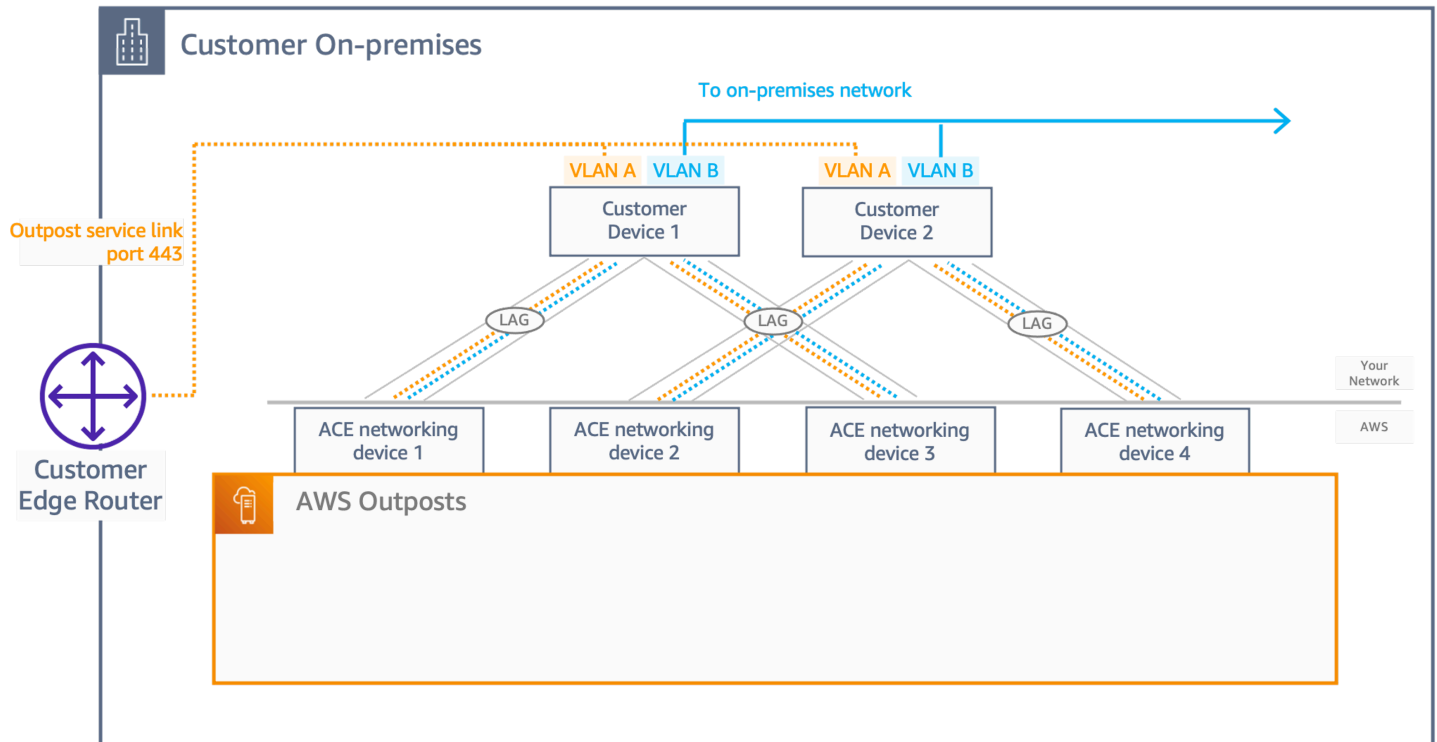 Customer On-premises
To on-premises network
VLAN A
VLAN B
VLAN A
VLAN B
Customer
Device 1
Customer
Device 2
Outpost service link
port 443
LAG
LAG
LAG
Your
Network
AWS
Customer
Edge Router
ACE networking
device 1
ACE networking
device 2
ACE networking
device 3
ACE networking
device 4
AWS Outposts